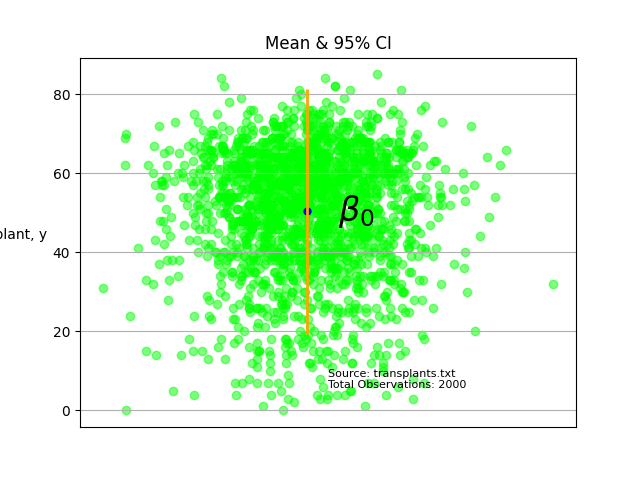 Mean & 95% CI
80
60
β0
plant, y
40
20
Source: transplants.txt
Total Observations: 2000
0